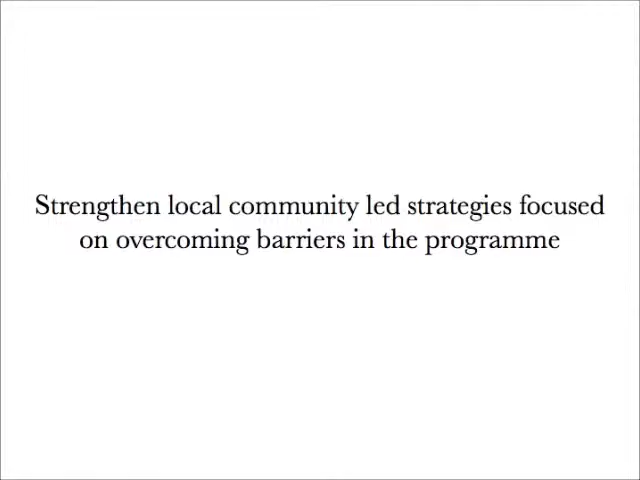 Strengthen local community led strategies focused
on overcoming barriers in the programme